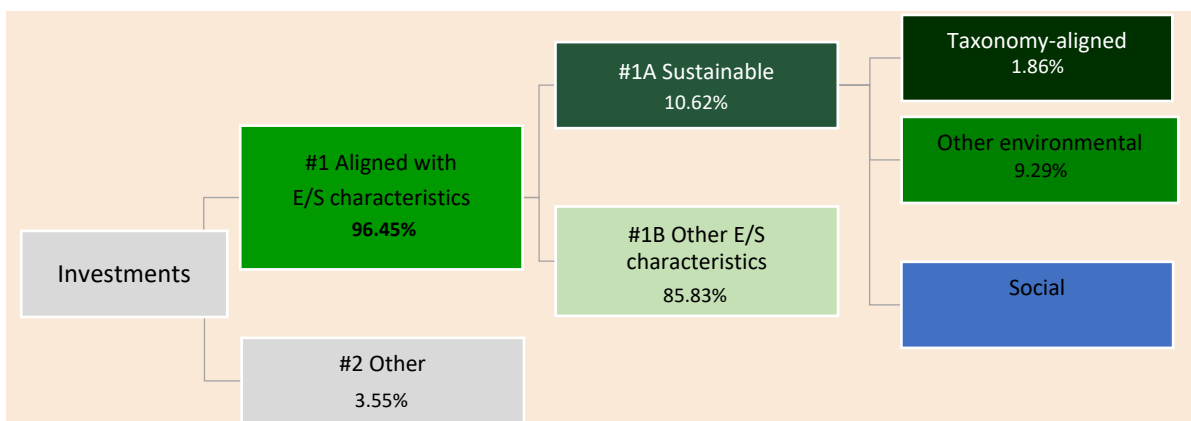 Investments
#1 Aligned with
E/S characteristics
96.45%
#2 Other
3.55%
#1A Sustainable
10.62%
#1B Other E/S
characteristics
85.83%
Taxonomy-aligned
1.86%
Other environmental
9.29%
Social